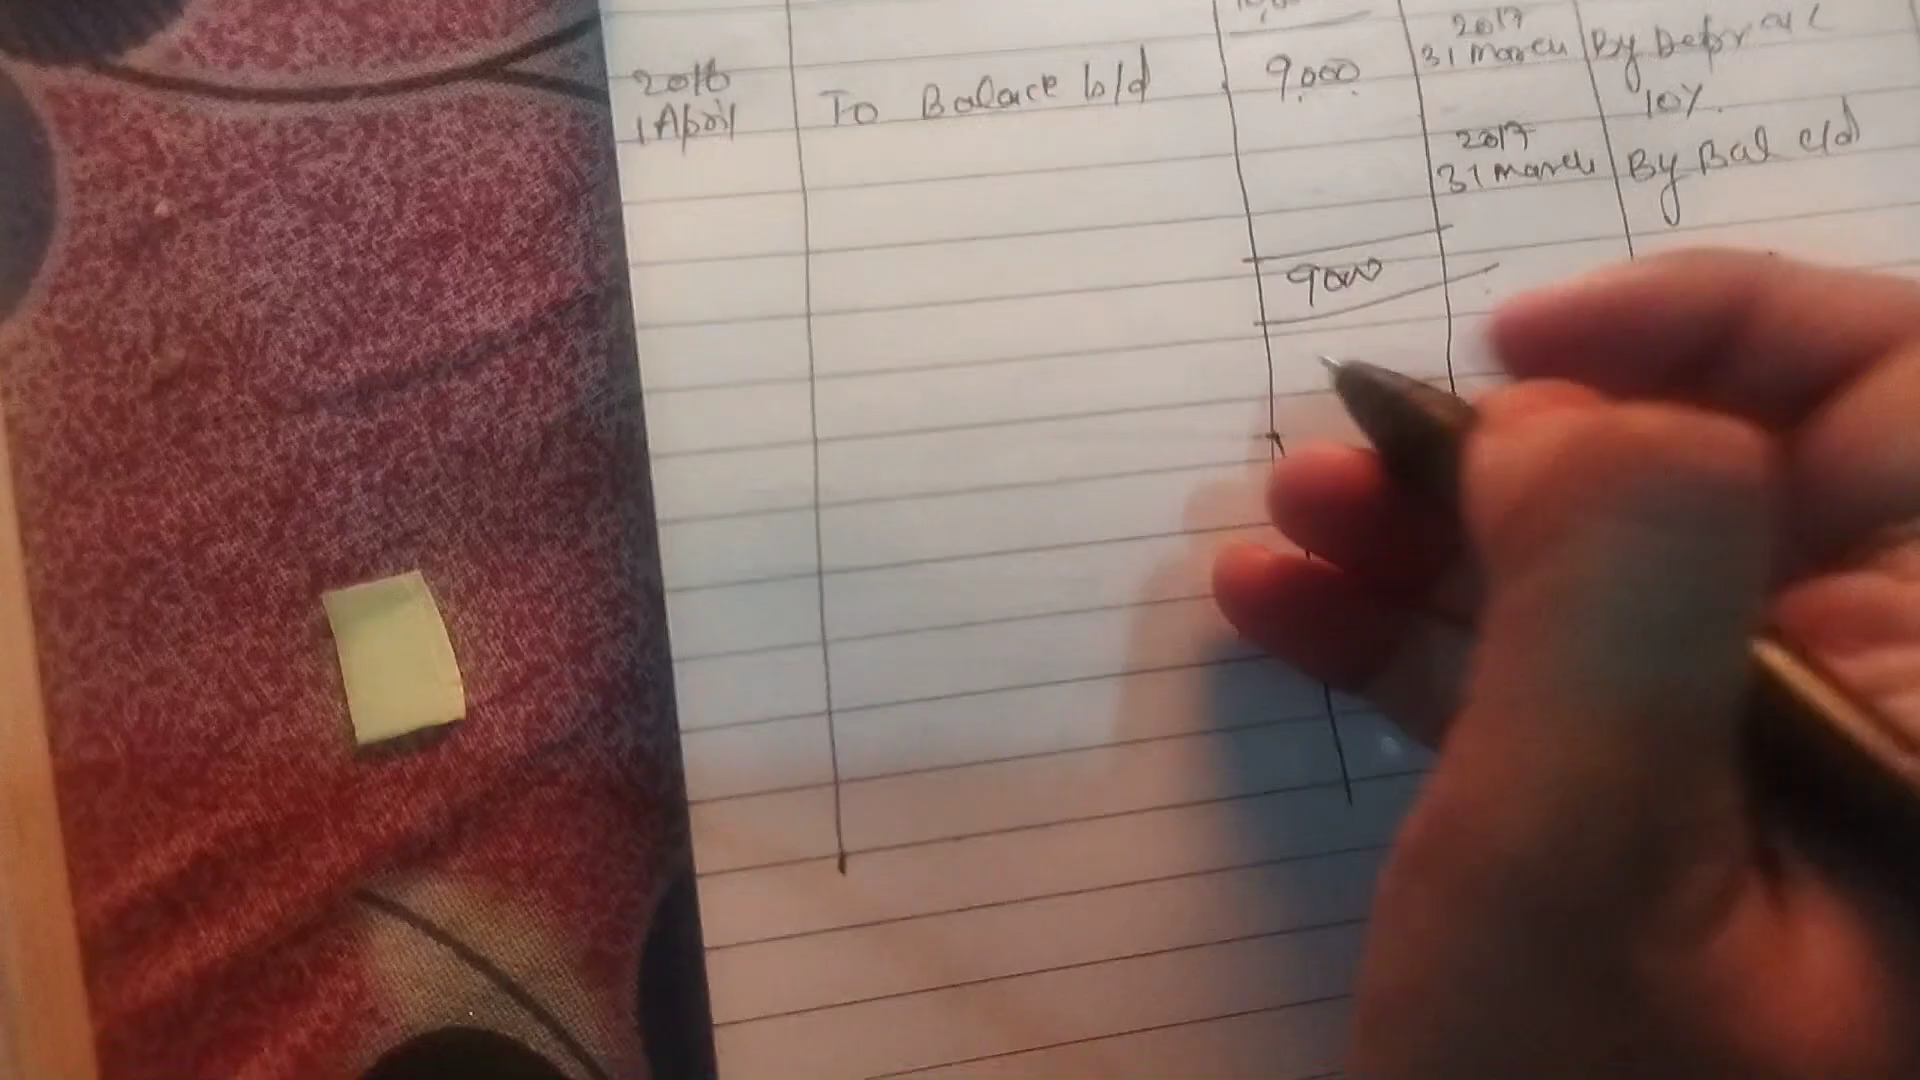 2016
1 April
To Balance b/d
9,000
2017
31 March
By Depr
10%.
2017
31 March
By Bal c/d
9000